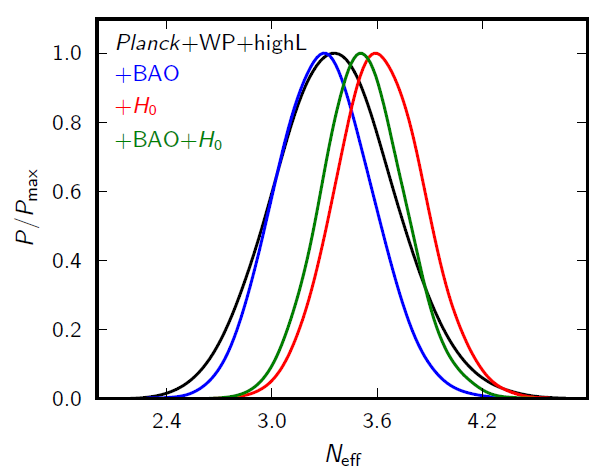 Planck+WP+highL
+BAO
+H₀
+BAO+H₀
P/Pmax
1.0
0.8
0.6
0.4
0.2
0.0
2.4 3.0 3.6 4.2
Neff